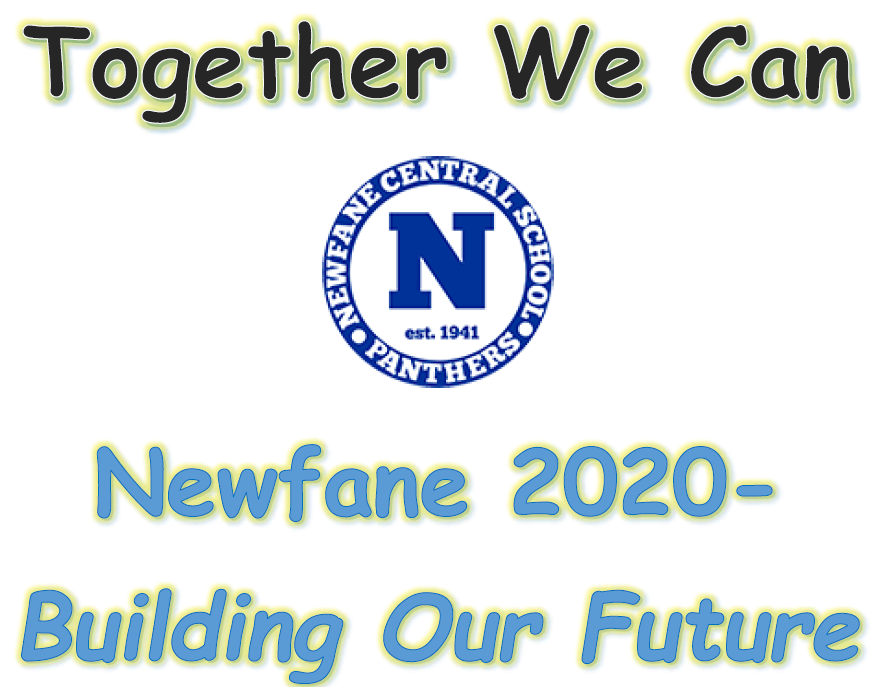 Together We Can
NEWFANE CENTRAL SCHOOL
N
est. 1941
PANTHERS
Newfane 2020-
Building Our Future